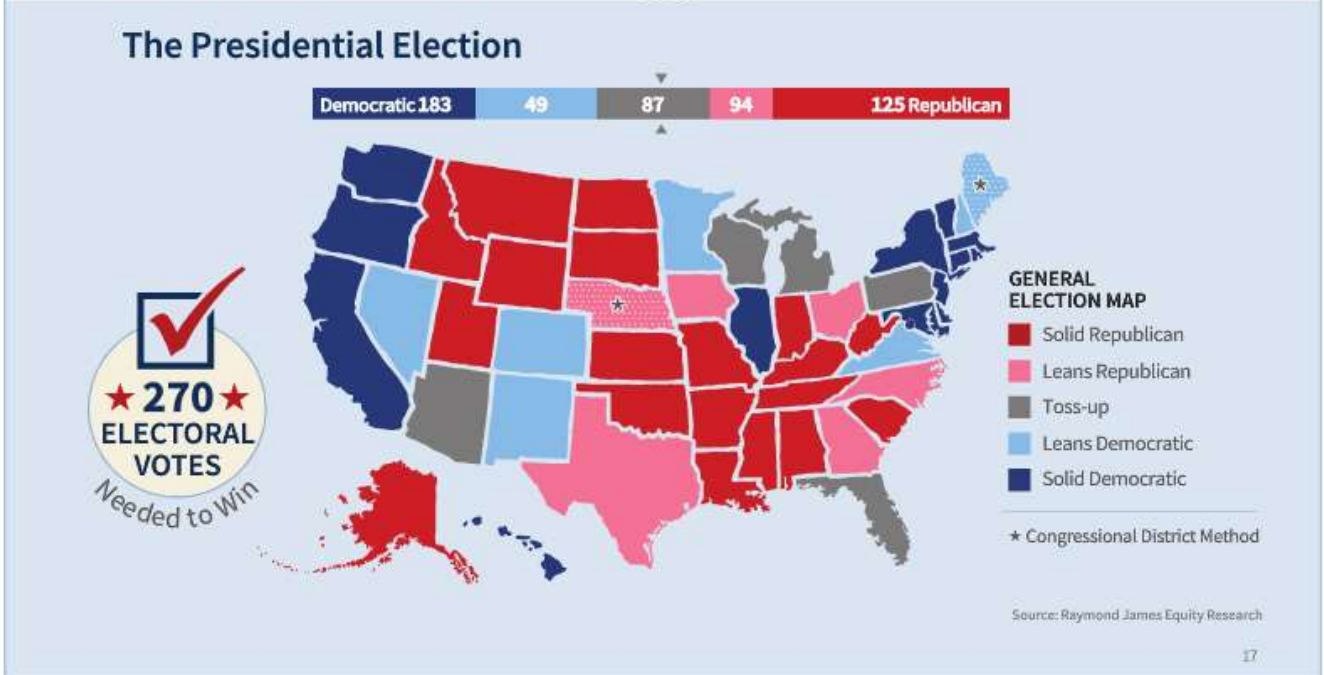 The Presidential Election
Democratic 183 49 87 94 125 Republican
270
ELECTORAL
VOTES
Needed to Win
GENERAL
ELECTION MAP
Solid Republican
Leans Republican
Toss-up
Leans Democratic
Solid Democratic
★ Congressional District Method
Source: Raymond James Equity Research
17